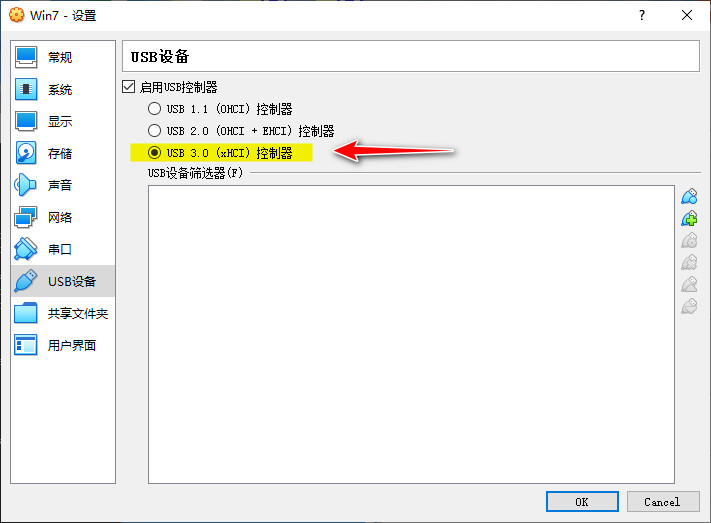 Win7 - 设置
?
常规
系统
显示
存储
声音
网络
串口
USB设备
共享文件夹
用户界面
USB设备
启用USB控制器
USB 1.1 (OHCI) 控制器
USB 2.0 (OHCI + EHCI) 控制器
USB 3.0 (xHCI) 控制器
USB设备筛选器(F)
OK
Cancel